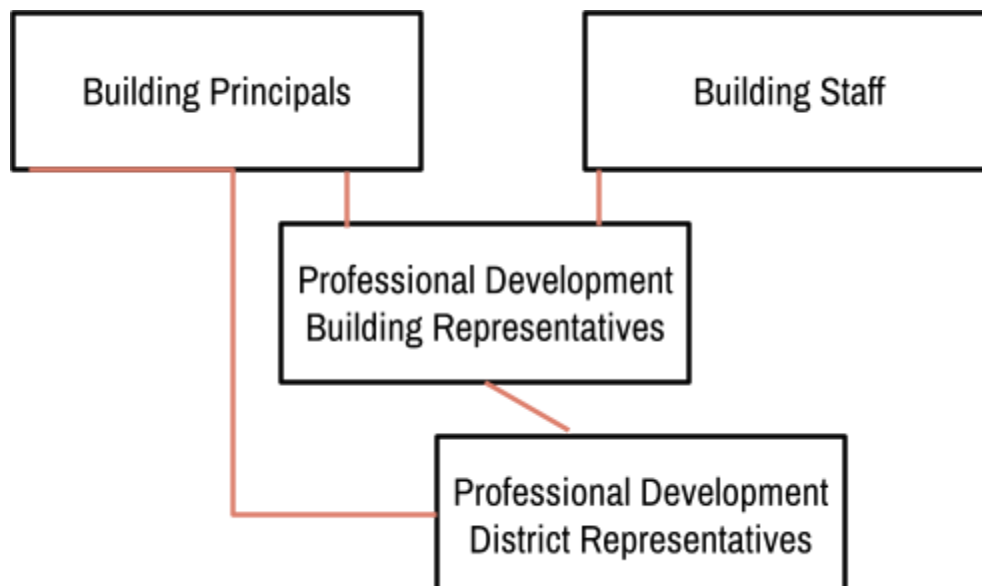 Building Principals
Building Staff
Professional Development
Building Representatives
Professional Development
District Representatives